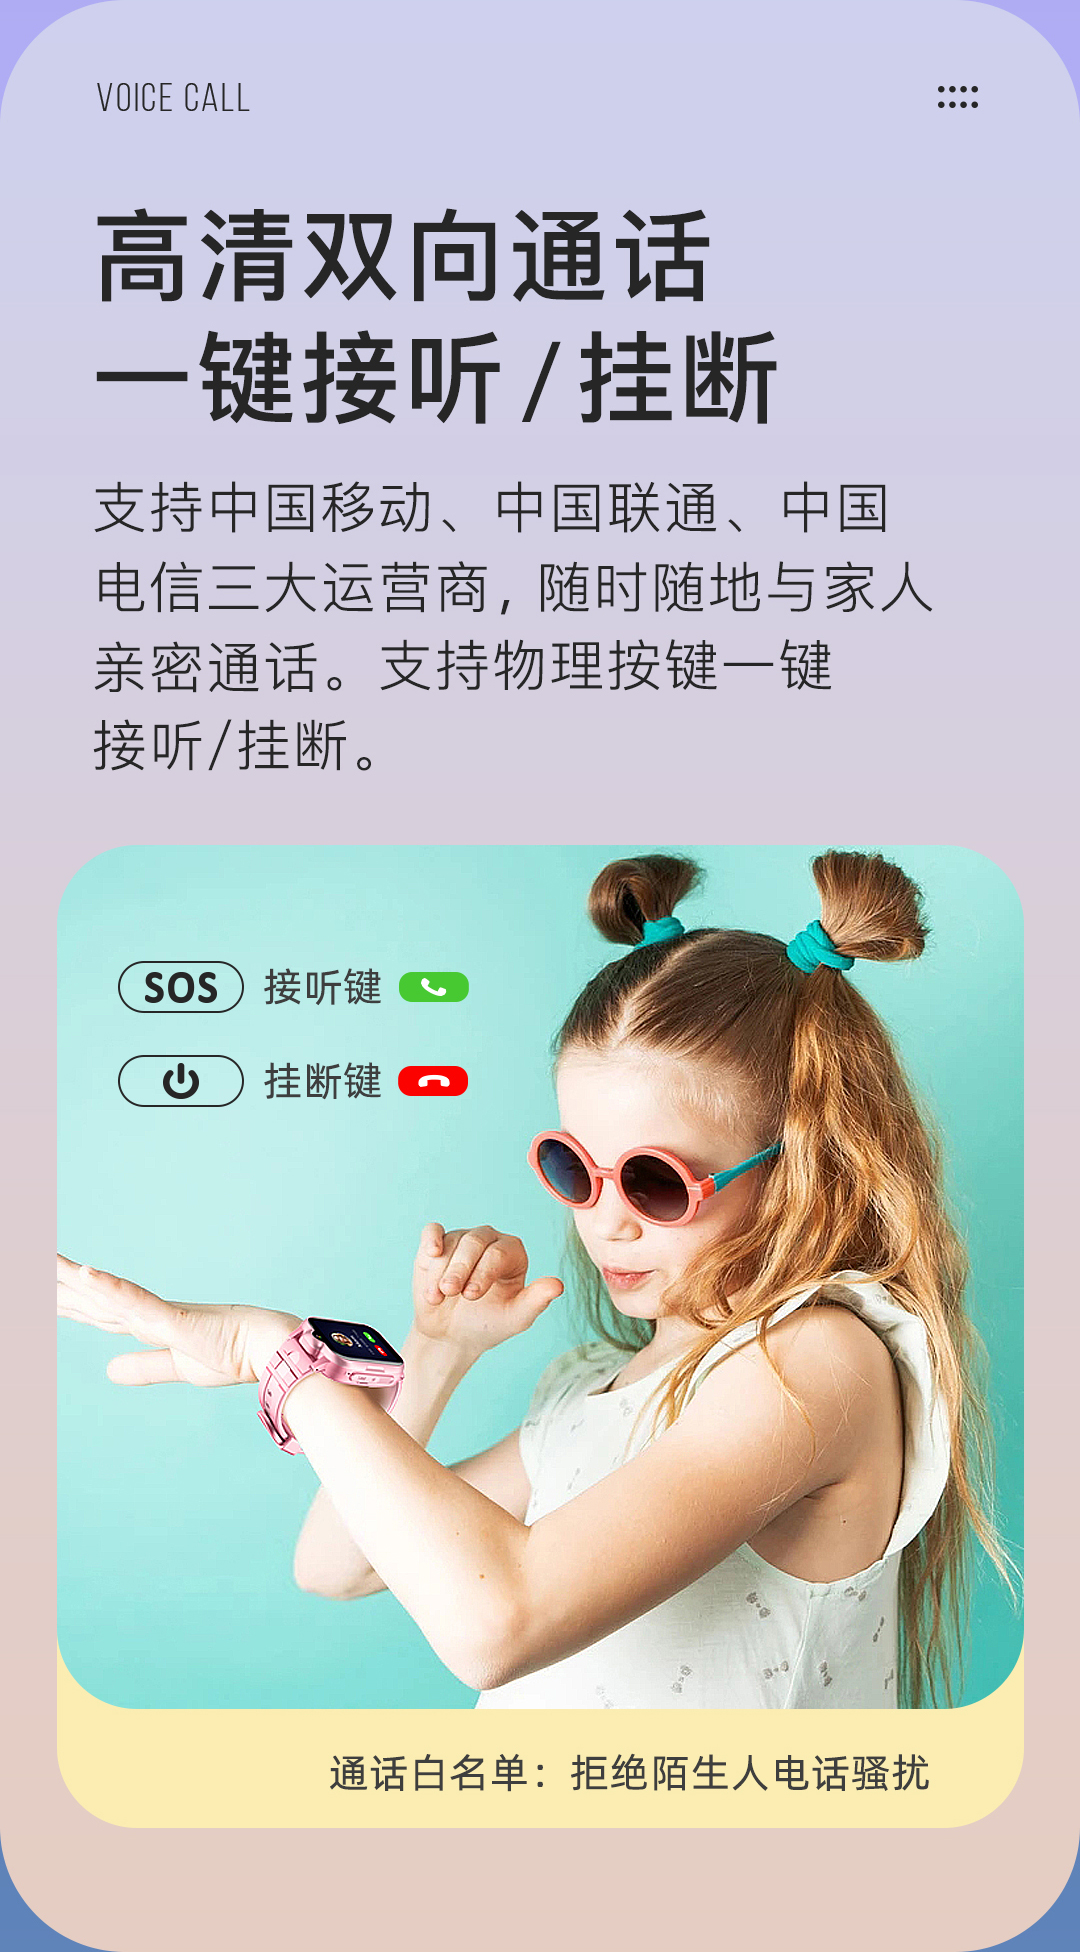 VOICE CALL
高清双向通话
一键接听/挂断
支持中国移动、中国联通、中国
电信三大运营商，随时随地与家人
亲密通话。支持物理按键一键
接听/挂断。
SOS 接听键
挂断键
通话白名单：拒绝陌生人电话骚扰